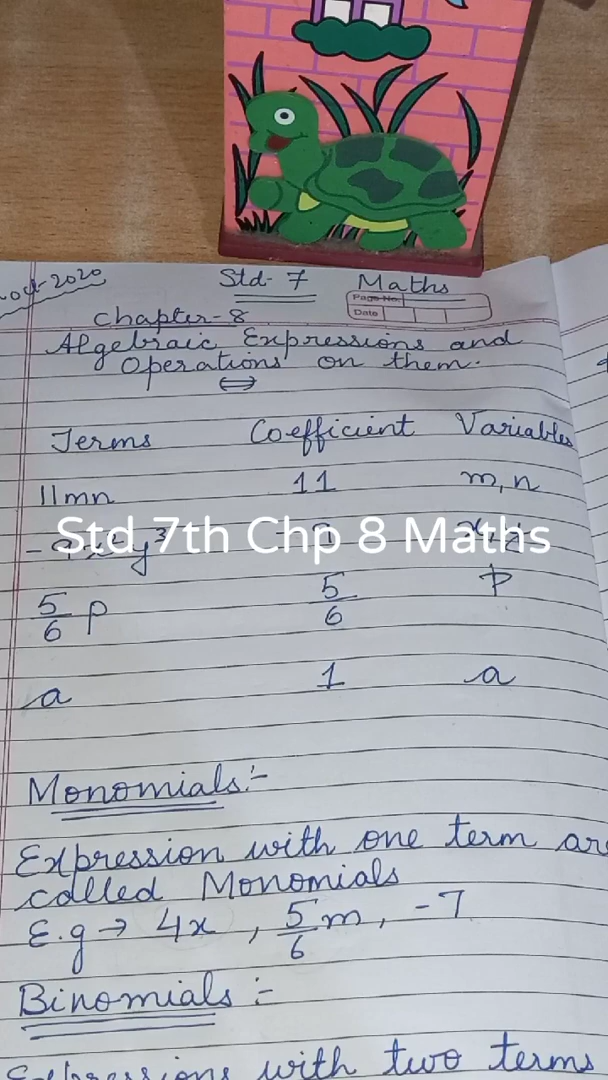 Oct-2020 Std- 7 Maths
Page No.
Date
Chapter-8
Algebraic Expressions and
Operations on them.
Terms Coefficient Variables
11mn 11 m, n
Std 7th Chp 8 Maths
5/6 p 5/6 p
a 1 a
Monomials:-
Expression with one term are
called Monomials
E.g → 4x , 5/6 m, -7
Binomials :-
Expressions with two terms